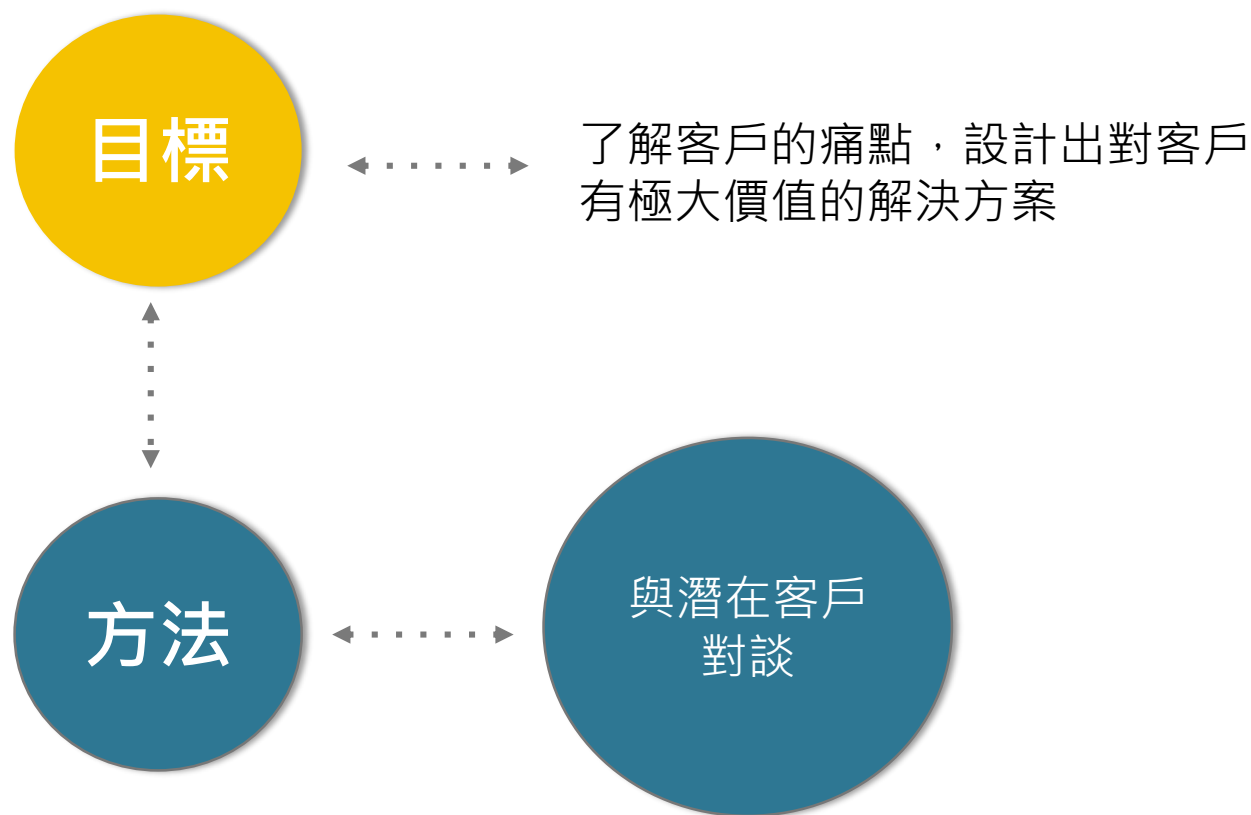 目標
了解客戶的痛點，設計出對客戶
有極大價值的解決方案
方法
與潛在客戶
對談